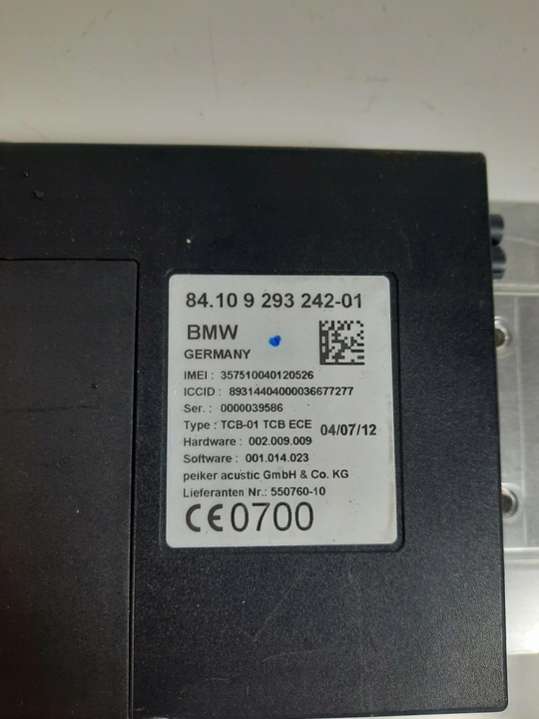 84.10 9 293 242-01
BMW
GERMANY
IMEI : 357510040120526
ICCID : 89314404000036677277
Ser. : 0000039586
Type : TCB-01 TCB ECE 04/07/12
Hardware : 002.009.009
Software : 001.014.023
peiker acustic GmbH & Co. KG
Lieferanten Nr.: 550760-10
CE0700